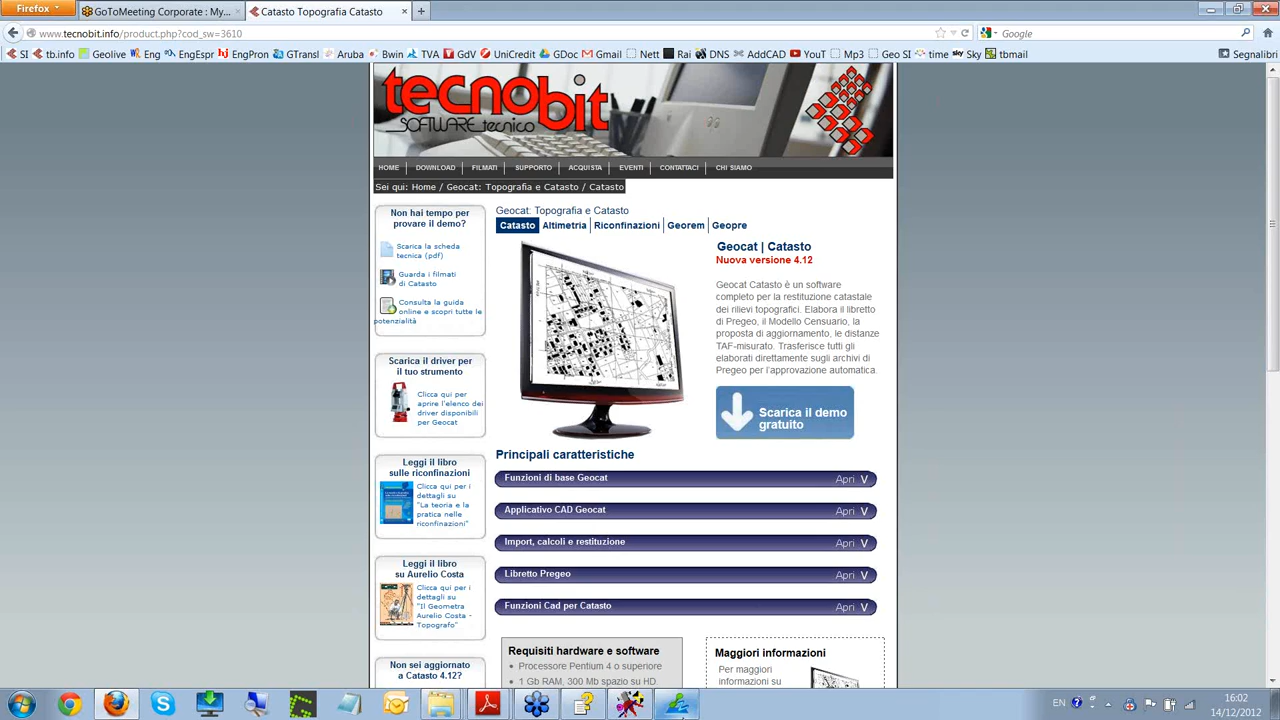 Firefox
GoToMeeting Corporate : My...
Catasto Topografia Catasto
www.tecnobit.info/product.php?cod_sw=3610
Google
SI tb.info Geolive Eng EngEspr EngPron GTransl Aruba Bwin TVA GdV UniCredit GDoc Gmail Nett Rai DNS AddCAD YouT Mp3 Geo SI time Sky tbmail Segnalibri
tecnobit
SOFTWARE tecnico
HOME DOWNLOAD FILMATI SUPPORTO ACQUISTA EVENTI CONTATTACI CHI SIAMO
Sei qui: Home / Geocat: Topografia e Catasto / Catasto
Non hai tempo per
provare il demo?
Scarica la scheda
tecnica (pdf)
Guarda i filmati
di Catasto
Consulta la guida
online e scopri tutte le
potenzialità
Scarica il driver per
il tuo strumento
Clicca qui per
aprire l'elenco dei
driver disponibili
per Geocat
Leggi il libro
sulle riconfinazioni
Clicca qui per i
dettagli su
"La teoria e la
pratica nelle
riconfinazioni"
Leggi il libro
su Aurelio Costa
Clicca qui per i
dettagli su
"Il Geometra
Aurelio Costa -
Topografo"
Non sei aggiornato
a Catasto 4.12?
Geocat: Topografia e Catasto
Catasto Altimetria Riconfinazioni Georem Geopre
Geocat | Catasto
Nuova versione 4.12
Geocat Catasto è un software
completo per la restituzione catastale
dei rilievi topografici. Elabora il libretto
di Pregeo, il Modello Censuario, la
proposta di aggiornamento, le distanze
TAF-misurato. Trasferisce tutti gli
elaborati direttamente sugli archivi di
Pregeo per l'approvazione automatica.
Scarica il demo
gratuito
Principali caratteristiche
Funzioni di base Geocat Apri V
Applicativo CAD Geocat Apri V
Import, calcoli e restituzione Apri V
Libretto Pregeo Apri V
Funzioni Cad per Catasto Apri V
Requisiti hardware e software
Processore Pentium 4 o superiore
1 Gb RAM, 300 Mb spazio su HD.
Maggiori informazioni
Per maggiori
informazioni su
EN
16:02
14/12/2012